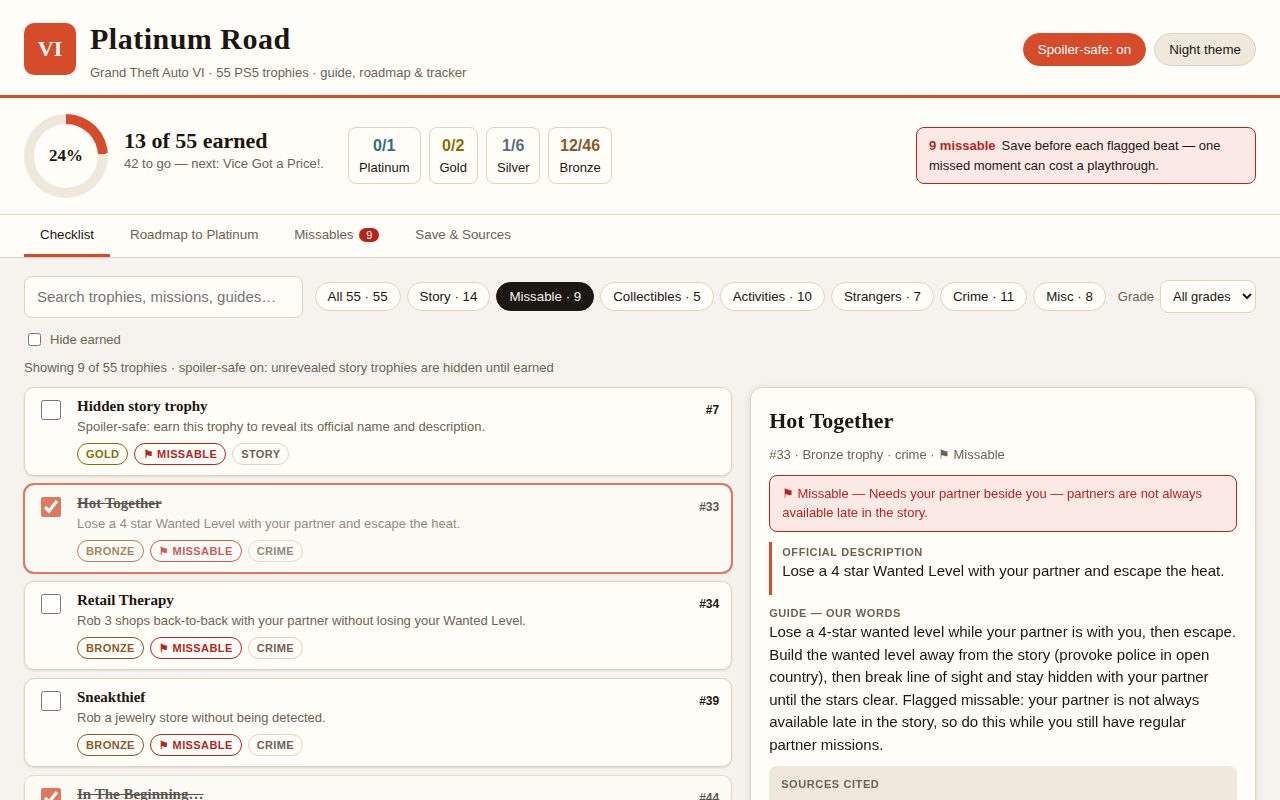 VI
Platinum Road
Grand Theft Auto VI · 55 PS5 trophies · guide, roadmap & tracker
Spoiler-safe: on
Night theme
24%
13 of 55 earned
42 to go — next: Vice Got a Price!.
0/1
Platinum
0/2
Gold
1/6
Silver
12/46
Bronze
9 missable Save before each flagged beat — one
missed moment can cost a playthrough.
Checklist
Roadmap to Platinum
Missables 9
Save & Sources
Search trophies, missions, guides…
All 55 · 55
Story · 14
Missable · 9
Collectibles · 5
Activities · 10
Strangers · 7
Crime · 11
Misc · 8
Grade
All grades
Hide earned
Showing 9 of 55 trophies · spoiler-safe on: unrevealed story trophies are hidden until earned
Hidden story trophy
#7
Spoiler-safe: earn this trophy to reveal its official name and description.
GOLD
⚑ MISSABLE
STORY
Hot Together
#33
Lose a 4 star Wanted Level with your partner and escape the heat.
BRONZE
⚑ MISSABLE
CRIME
Retail Therapy
#34
Rob 3 shops back-to-back with your partner without losing your Wanted Level.
BRONZE
⚑ MISSABLE
CRIME
Sneakthief
#39
Rob a jewelry store without being detected.
BRONZE
⚑ MISSABLE
CRIME
In The Beginning…
#44
Hot Together
#33 · Bronze trophy · crime · ⚑ Missable
⚑ Missable — Needs your partner beside you — partners are not always
available late in the story.
OFFICIAL DESCRIPTION
Lose a 4 star Wanted Level with your partner and escape the heat.
GUIDE — OUR WORDS
Lose a 4-star wanted level while your partner is with you, then escape.
Build the wanted level away from the story (provoke police in open
country), then break line of sight and stay hidden with your partner
until the stars clear. Flagged missable: your partner is not always
available late in the story, so do this while you still have regular
partner missions.
SOURCES CITED